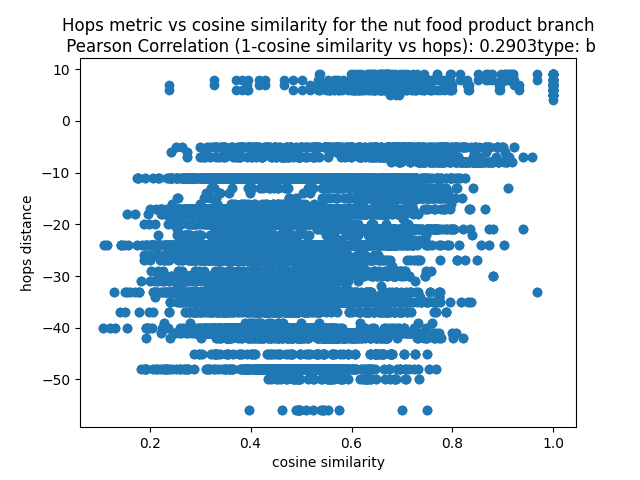 Hops metric vs cosine similarity for the nut food product branch
Pearson Correlation (1-cosine similarity vs hops): 0.2903type: b
10
0
−10
−20
−30
−40
−50
hops distance
0.2 0.4 0.6 0.8 1.0
cosine similarity